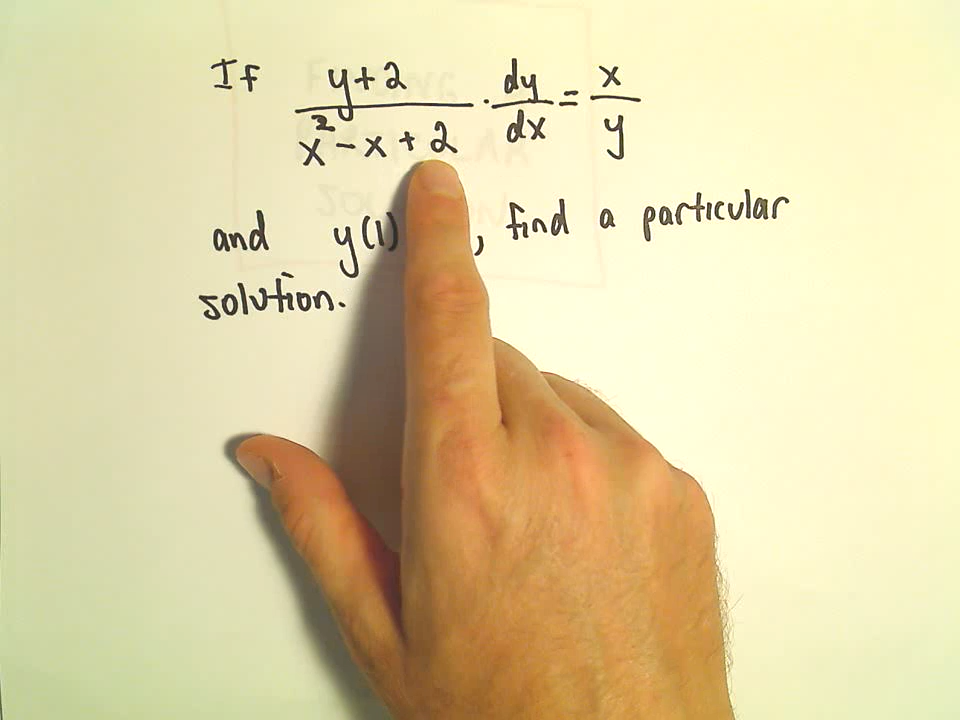 If y+2 / x² - x + 2 · dy/dx = x/y
and y(1) , find a particular
solution.